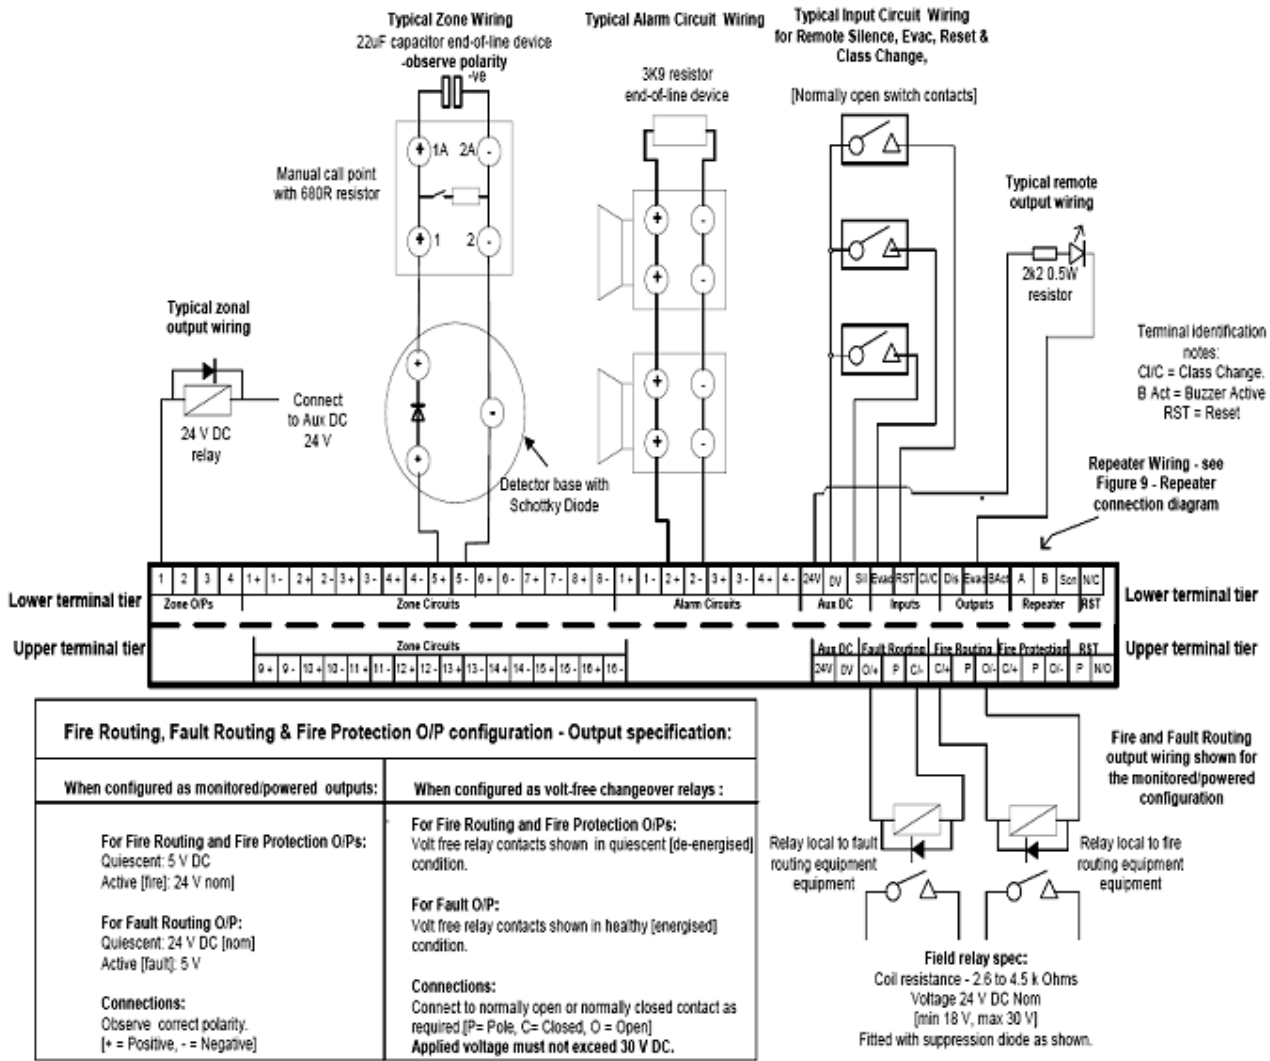 Typical Zone Wiring
22uF capacitor end-of-line device
-observe polarity
-ve
Typical Alarm Circuit Wiring
3K9 resistor
end-of-line device
Typical Input Circuit Wiring
for Remote Silence, Evac, Reset &
Class Change,
[Normally open switch contacts]
Manual call point
with 680R resistor
+ 1A 2A -
+ 1 2 -
Typical remote
output wiring
2k2 0.5W
resistor
Typical zonal
output wiring
24 V DC
relay
Connect
to Aux DC
24 V
+
-
+
Detector base with
Schottky Diode
+ -
+ -
+ -
+ -
Terminal identification
notes:
Cl/C = Class Change.
B Act = Buzzer Active
RST = Reset
Repeater Wiring - see
Figure 9 - Repeater
connection diagram
Lower terminal tier
1 2 3 4 1+ 1- 2+ 2- 3+ 3- 4+ 4- 5+ 5- 6+ 6- 7+ 7- 8+ 8- 1+ 1- 2+ 2- 3+ 3- 4+ 4- 24V 0V Sil Evac RST Cl/C Dis Evac BAct A B Scn N/C
Zone O/Ps Zone Circuits Alarm Circuits Aux DC Inputs Outputs Repeater RST
Lower terminal tier
Upper terminal tier
Zone Circuits Aux DC Fault Routing Fire Routing Fire Protection RST
9+ 9- 10+ 10- 11+ 11- 12+ 12- 13+ 13- 14+ 14- 15+ 15- 16+ 16- 24V 0V O/+ P C/- C/+ P O/- C/+ P O/- P N/O
Upper terminal tier
Fire Routing, Fault Routing & Fire Protection O/P configuration - Output specification:
When configured as monitored/powered outputs:
For Fire Routing and Fire Protection O/Ps:
Quiescent: 5 V DC
Active [fire]: 24 V nom]
For Fault Routing O/P:
Quiescent: 24 V DC [nom]
Active [fault]: 5 V
Connections:
Observe correct polarity.
[+ = Positive, - = Negative]
When configured as volt-free changeover relays :
For Fire Routing and Fire Protection O/Ps:
Volt free relay contacts shown in quiescent [de-energised]
condition.
For Fault O/P:
Volt free relay contacts shown in healthy [energised]
condition.
Connections:
Connect to normally open or normally closed contact as
required.[P= Pole, C= Closed, O = Open]
Applied voltage must not exceed 30 V DC.
Fire and Fault Routing
output wiring shown for
the monitored/powered
configuration
Relay local to fault
routing equipment
equipment
Relay local to fire
routing equipment
equipment
Field relay spec:
Coil resistance - 2.6 to 4.5 k Ohms
Voltage 24 V DC Nom
[min 18 V, max 30 V]
Fitted with suppression diode as shown.